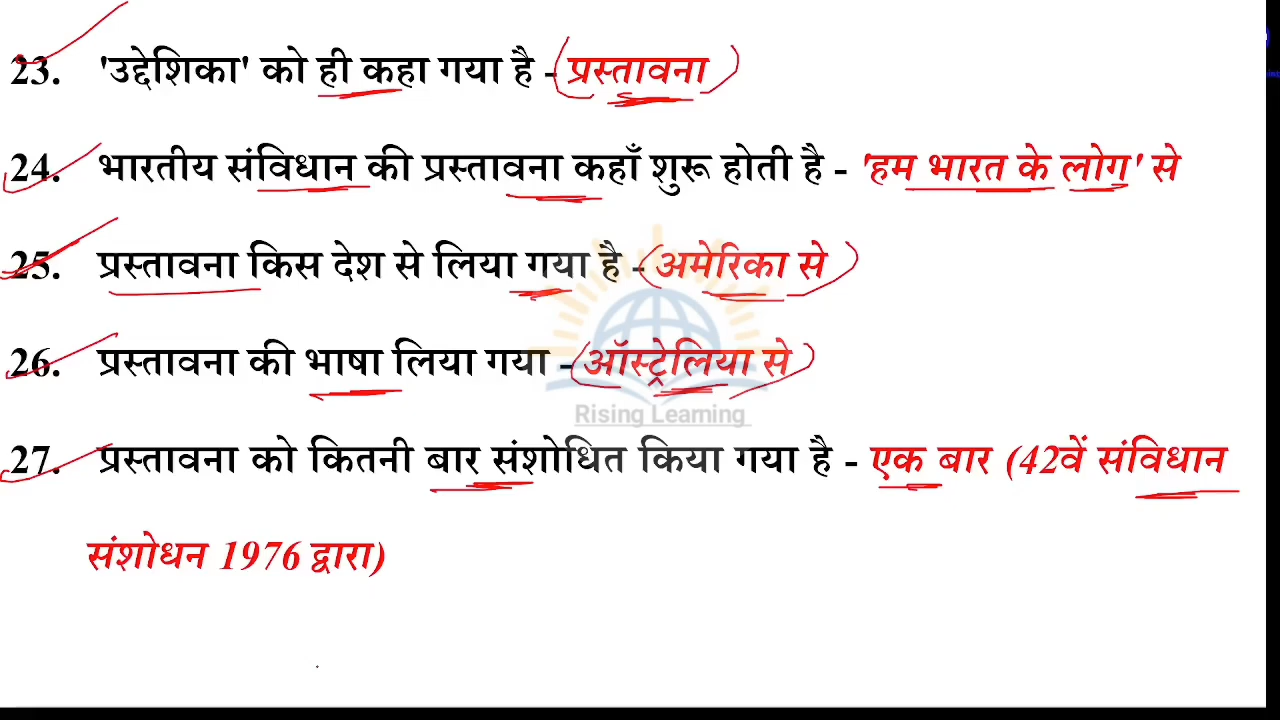 23. 'उद्देशिका' को ही कहा गया है - प्रस्तावना
24. भारतीय संविधान की प्रस्तावना कहाँ शुरू होती है - 'हम भारत के लोग' से
25. प्रस्तावना किस देश से लिया गया है - अमेरिका से
26. प्रस्तावना की भाषा लिया गया - ऑस्ट्रेलिया से
Rising Learning
27. प्रस्तावना को कितनी बार संशोधित किया गया है - एक बार (42वें संविधान
संशोधन 1976 द्वारा)